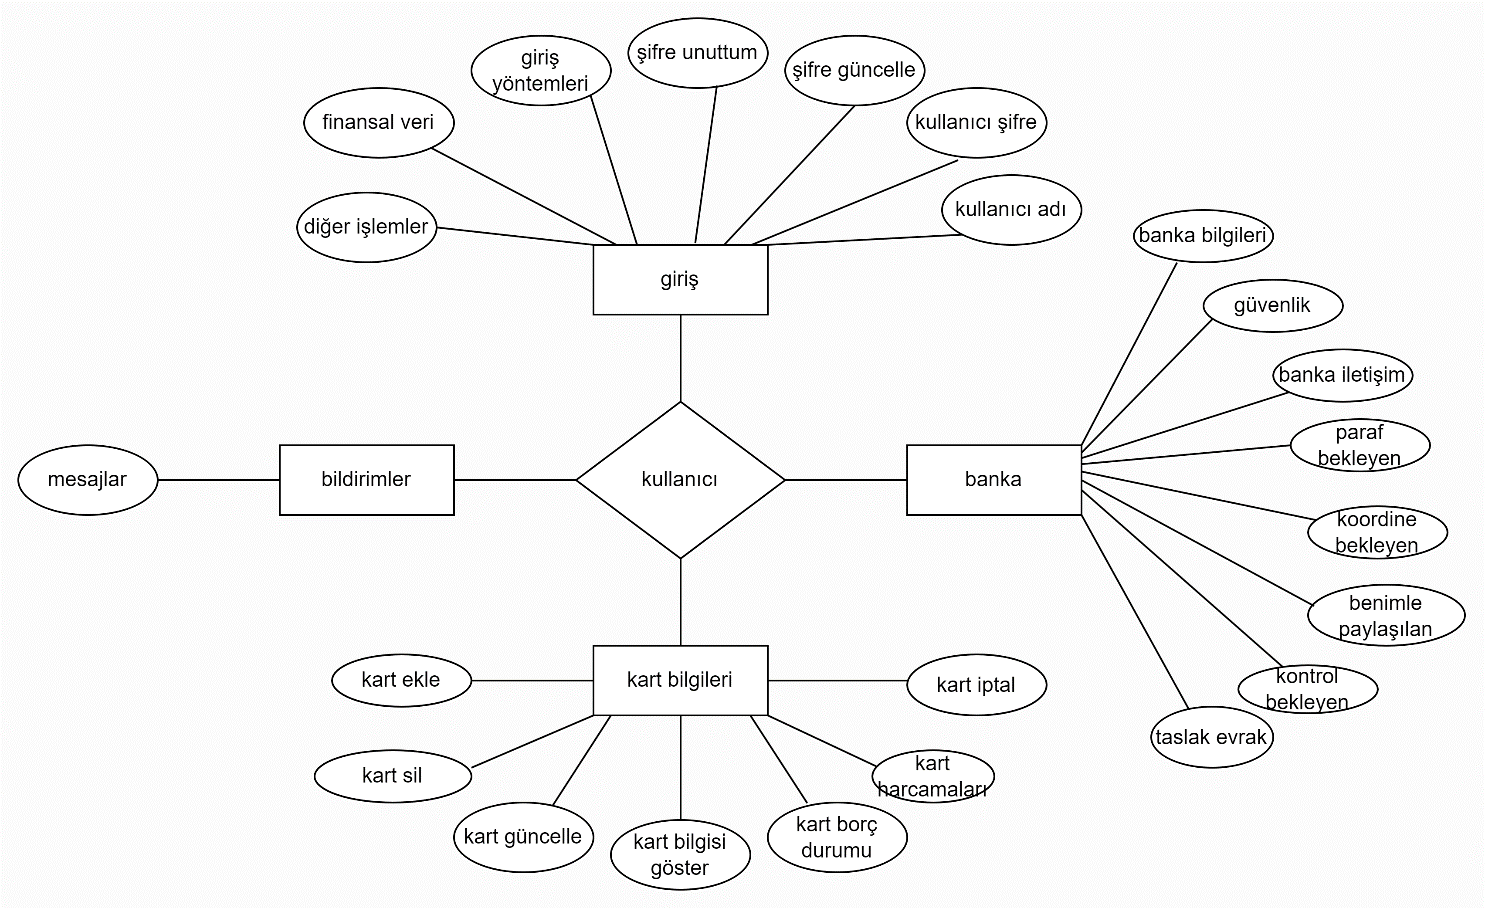 şifre unuttum
giriş
yöntemleri
şifre güncelle
finansal veri
kullanıcı şifre
diğer işlemler
kullanıcı adı
banka bilgileri
giriş
güvenlik
banka iletişim
paraf
bekleyen
mesajlar
bildirimler
kullanıcı
banka
koordine
bekleyen
benimle
paylaşılan
kart ekle
kart bilgileri
kart iptal
kontrol
bekleyen
taslak evrak
kart sil
kart
harcamaları
kart güncelle
kart bilgisi
göster
kart borç
durumu